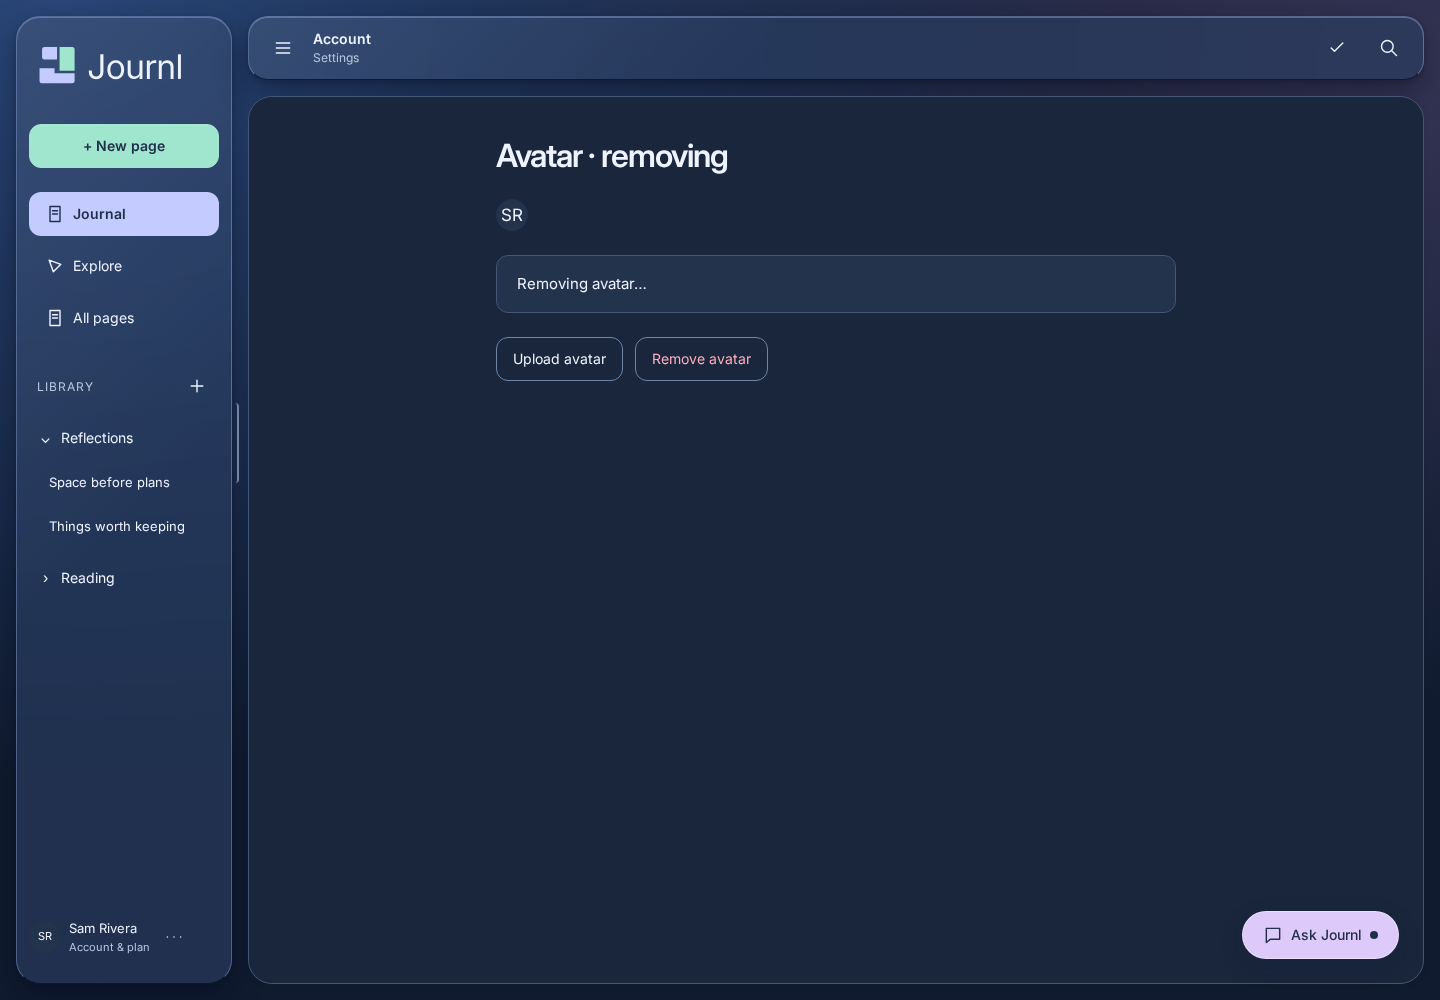 Journl
+ New page
Journal
Explore
All pages
LIBRARY
Reflections
Space before plans
Things worth keeping
Reading
SR
Sam Rivera
Account & plan
...
Account
Settings
Avatar · removing
SR
Removing avatar...
Upload avatar
Remove avatar
Ask Journl